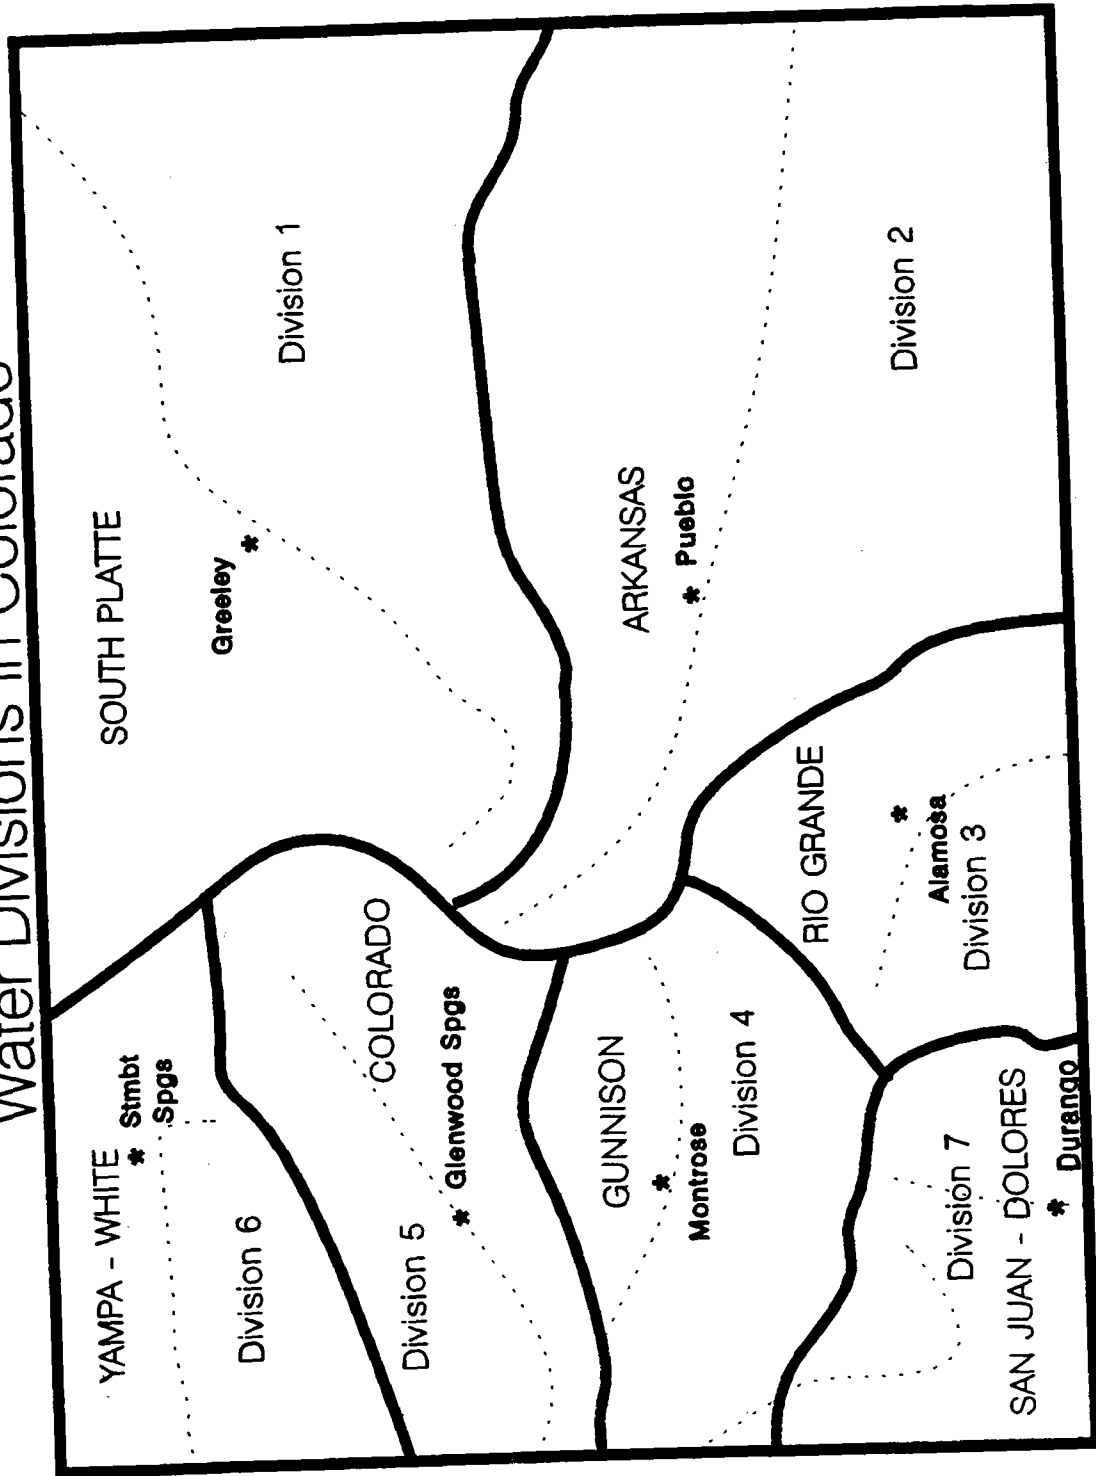 Water Divisions in Colorado
YAMPA - WHITE
Stmbt
Spgs
Division 6
SOUTH PLATTE
Greeley
Division 1
COLORADO
Glenwood Spgs
Division 5
GUNNISON
Montrose
Division 4
ARKANSAS
Pueblo
Division 2
RIO GRANDE
Alamosa
Division 3
Division 7
SAN JUAN - DOLORES
Durango